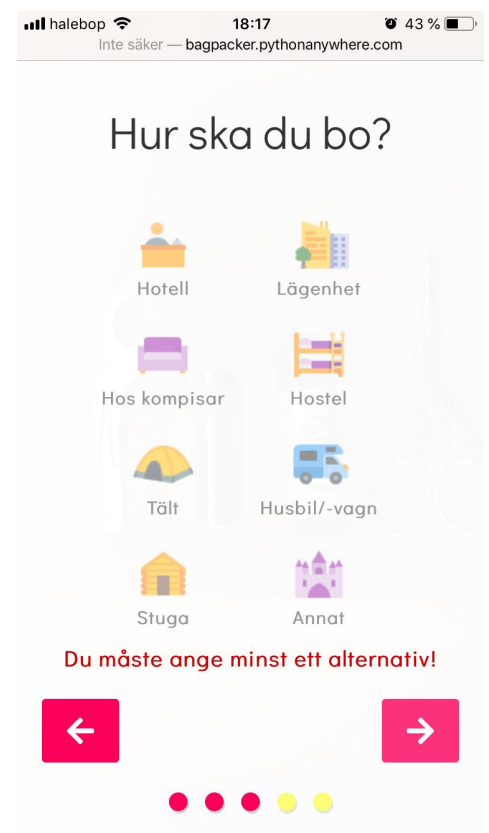 halebop 18:17 43 %
Inte säker — bagpacker.pythonanywhere.com
Hur ska du bo?
Hotell Lägenhet
Hos kompisar Hostel
Tält Husbil/-vagn
Stuga Annat
Du måste ange minst ett alternativ!